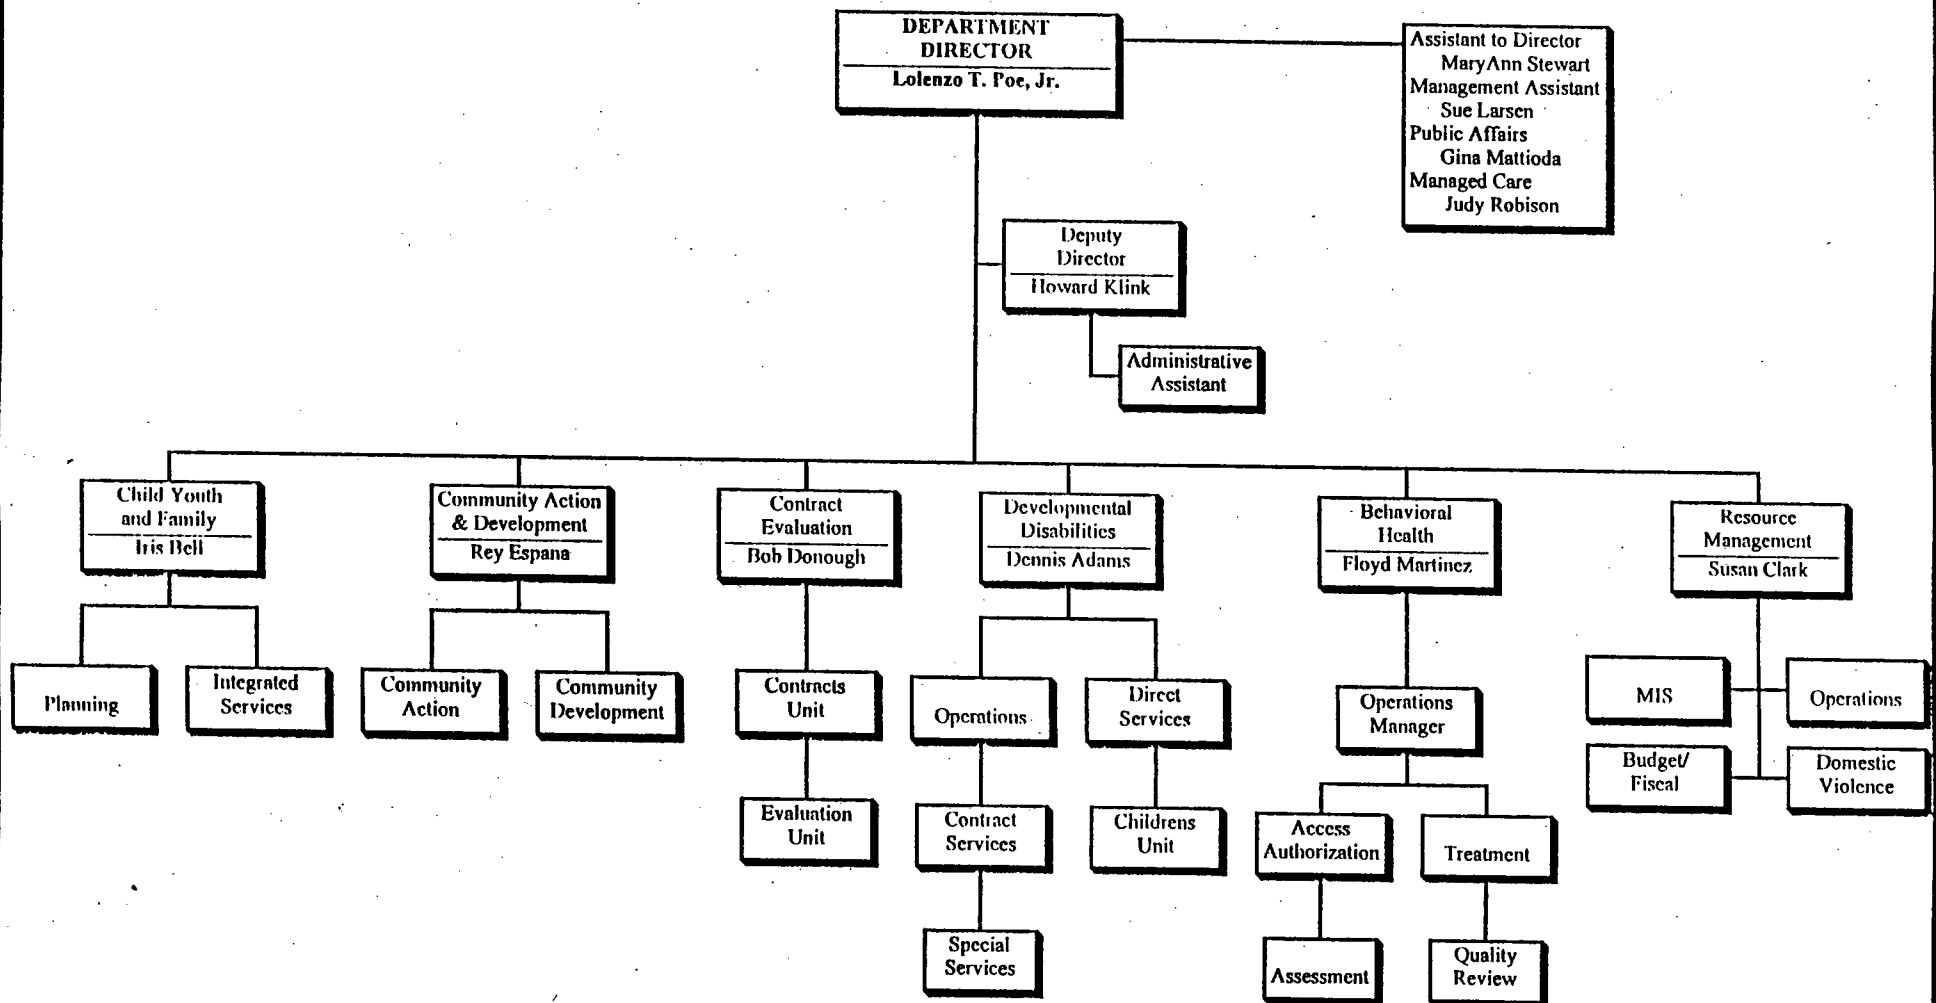 DEPARTMENT
DIRECTOR
Lolenzo T. Poe, Jr.
Assistant to Director
MaryAnn Stewart
Management Assistant
Sue Larsen
Public Affairs
Gina Mattioda
Managed Care
Judy Robison
Deputy
Director
Howard Klink
Administrative
Assistant
Child Youth
and Family
Iris Bell
Community Action
& Development
Rey Espana
Contract
Evaluation
Bob Donough
Developmental
Disabilities
Dennis Adams
Behavioral
Health
Floyd Martinez
Resource
Management
Susan Clark
Planning
Integrated
Services
Community
Action
Community
Development
Contracts
Unit
Evaluation
Unit
Operations
Contract
Services
Special
Services
Direct
Services
Childrens
Unit
Operations
Manager
Access
Authorization
Assessment
Treatment
Quality
Review
MIS
Operations
Budget/
Fiscal
Domestic
Violence